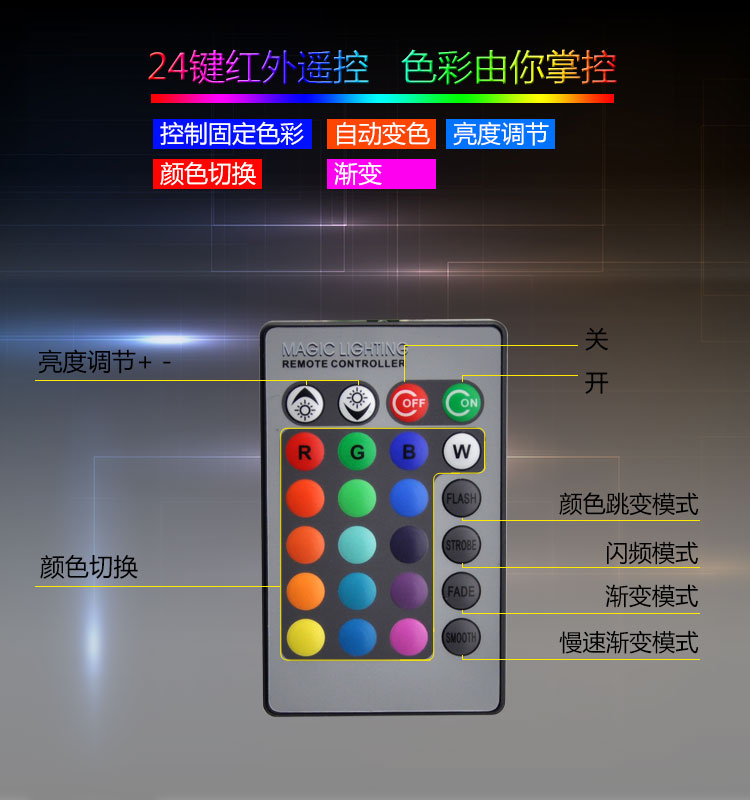 24键红外遥控 色彩由你掌控
控制固定色彩 自动变色 亮度调节
颜色切换 渐变
MAGIC LIGHTING
REMOTE CONTROLLER
关
亮度调节+ -
开
OFF ON
R G B W
FLASH
颜色跳变模式
STROBE
闪频模式
颜色切换
FADE
渐变模式
SMOOTH
慢速渐变模式